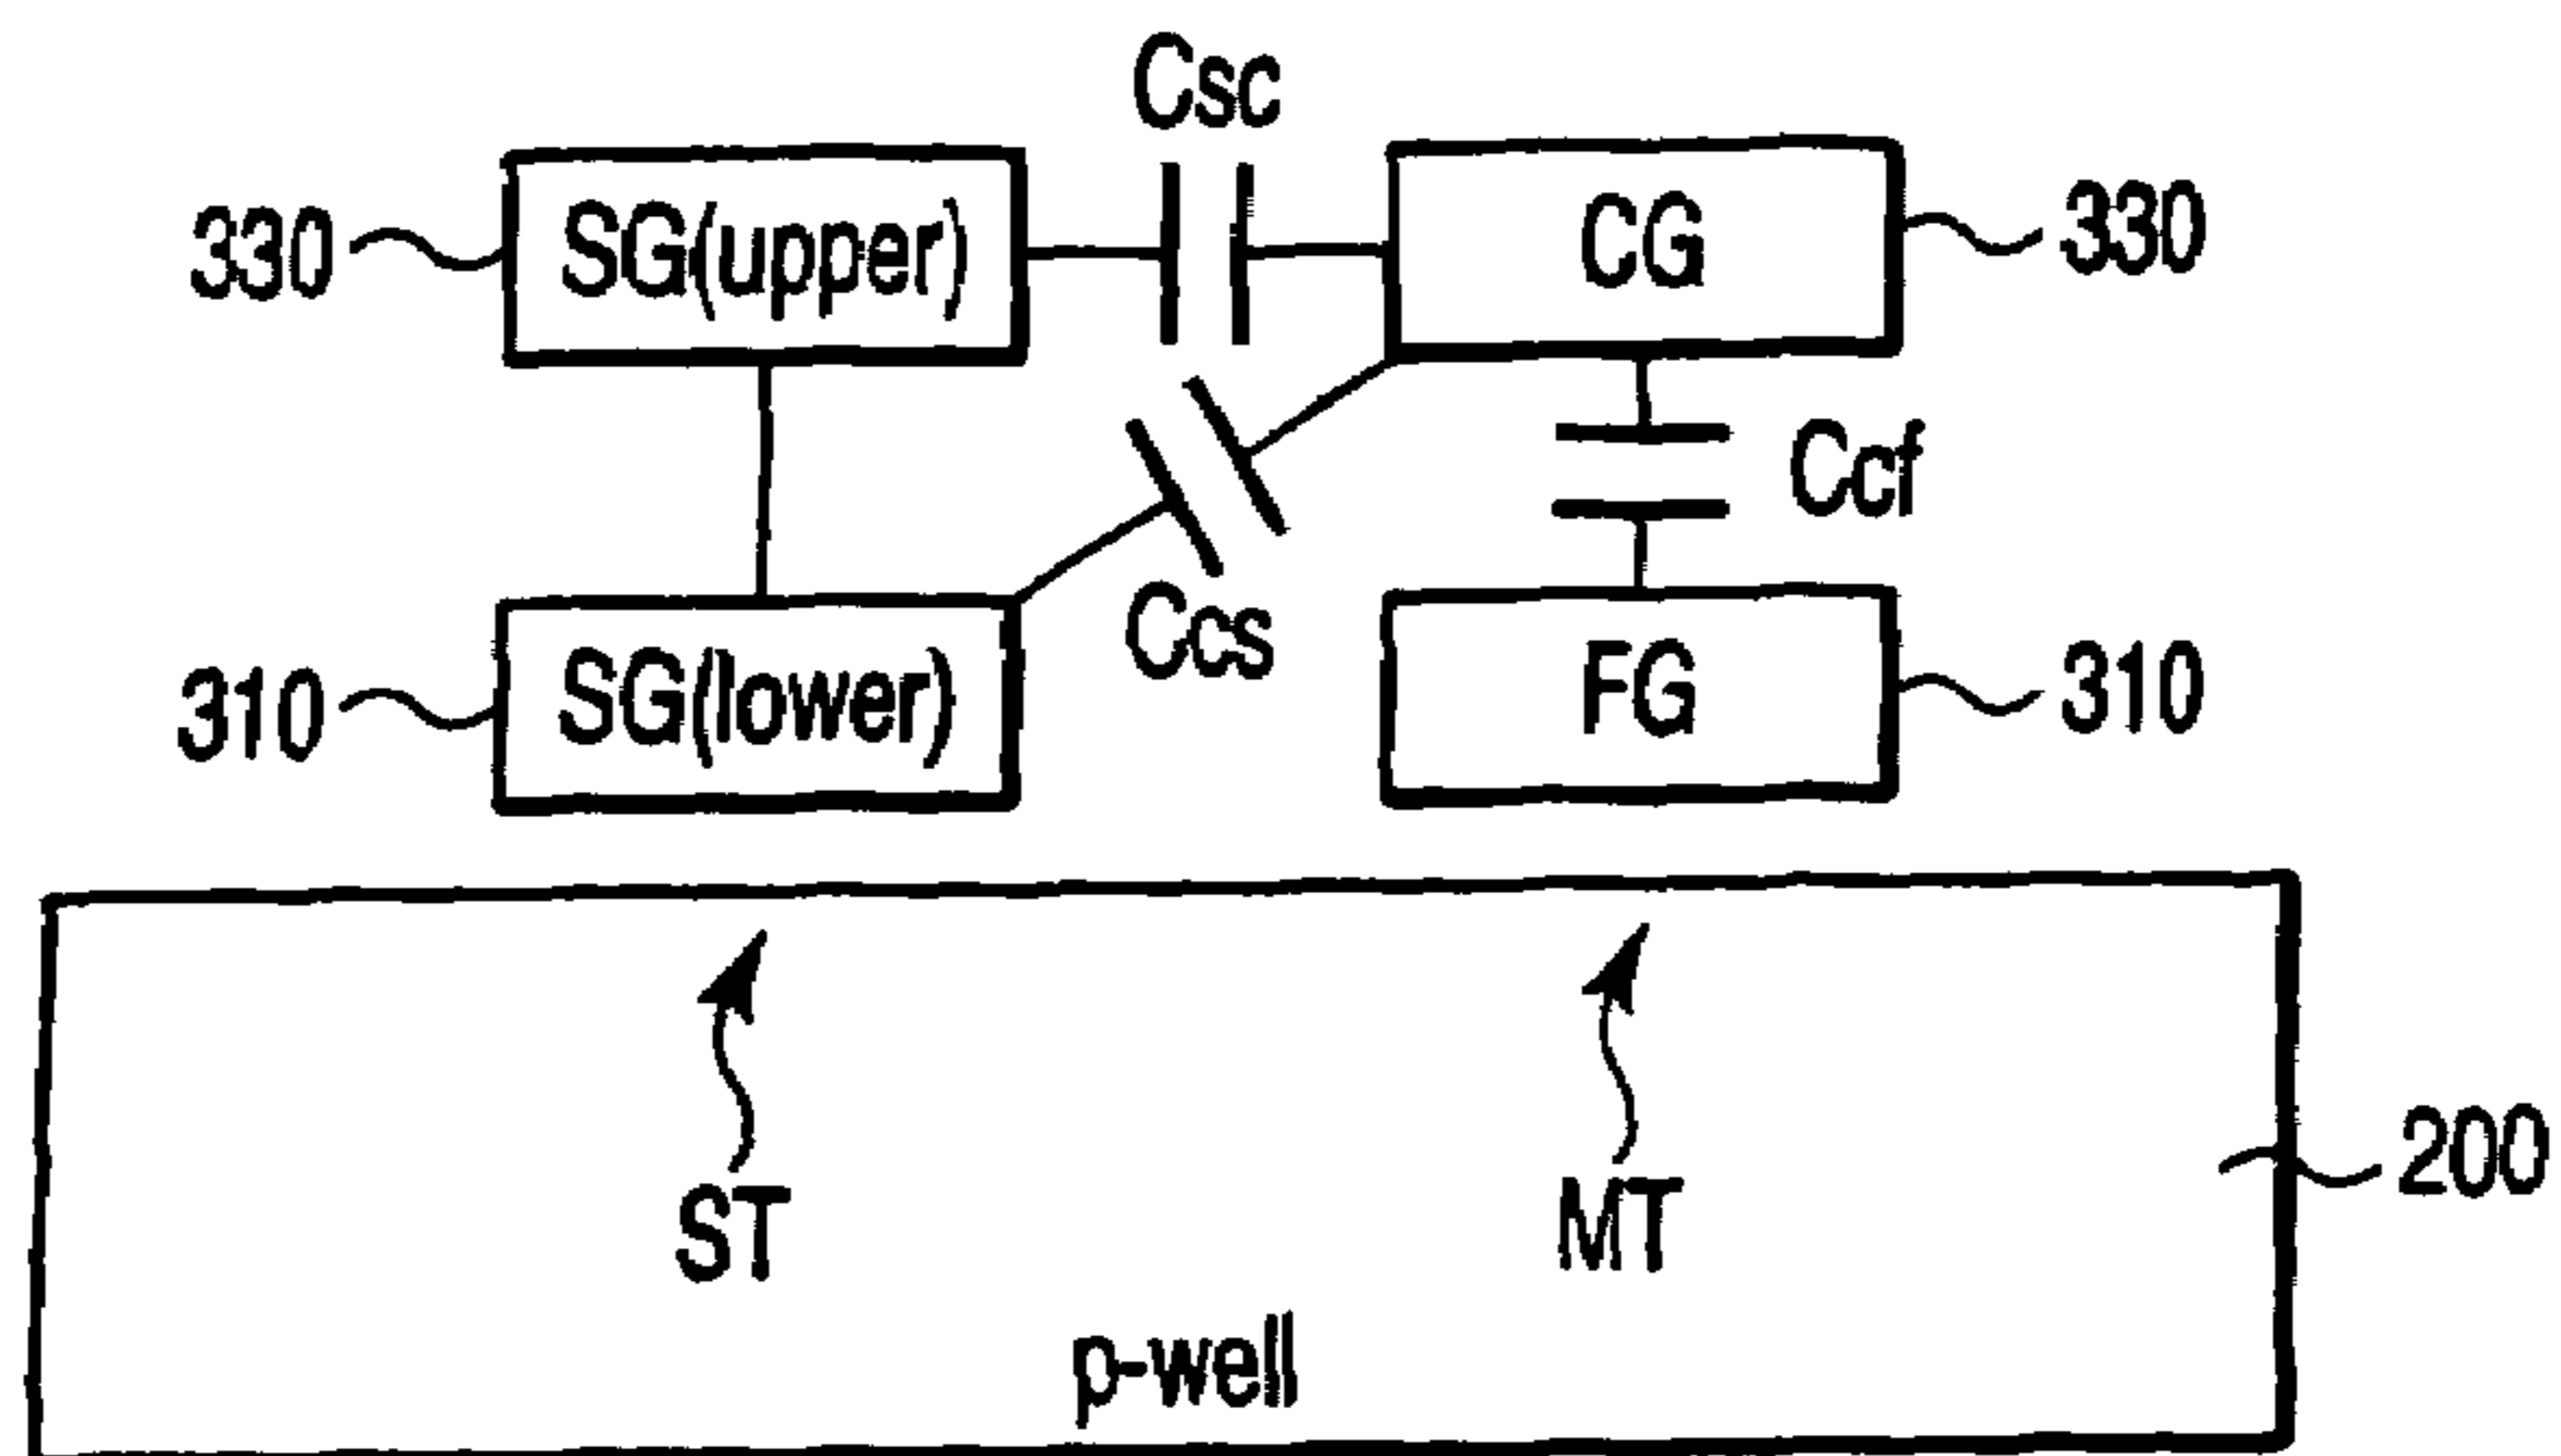 Csc
330 SG(upper) CG 330
Ccf
Ccs
310 SG(lower) FG 310
ST MT 200
p-well